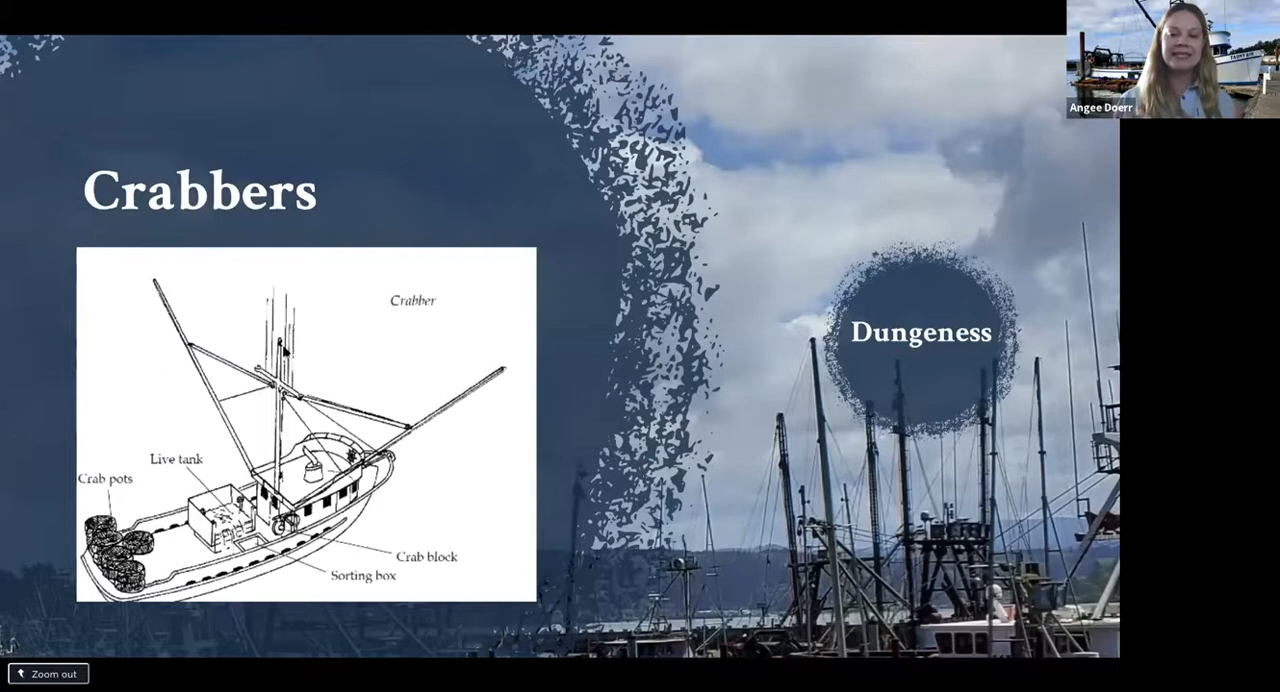 Angee Doerr
Crabbers
Crabber
Dungeness
Live tank
Crab pots
Crab block
Sorting box
Zoom out